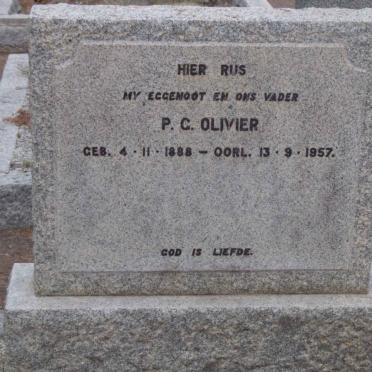 HIER RUS
MY EGGENOOT EN ONS VADER
P. G. OLIVIER
GEB. 4 · 11 · 1888 — OORL. 13 · 9 · 1957.
GOD IS LIEFDE.